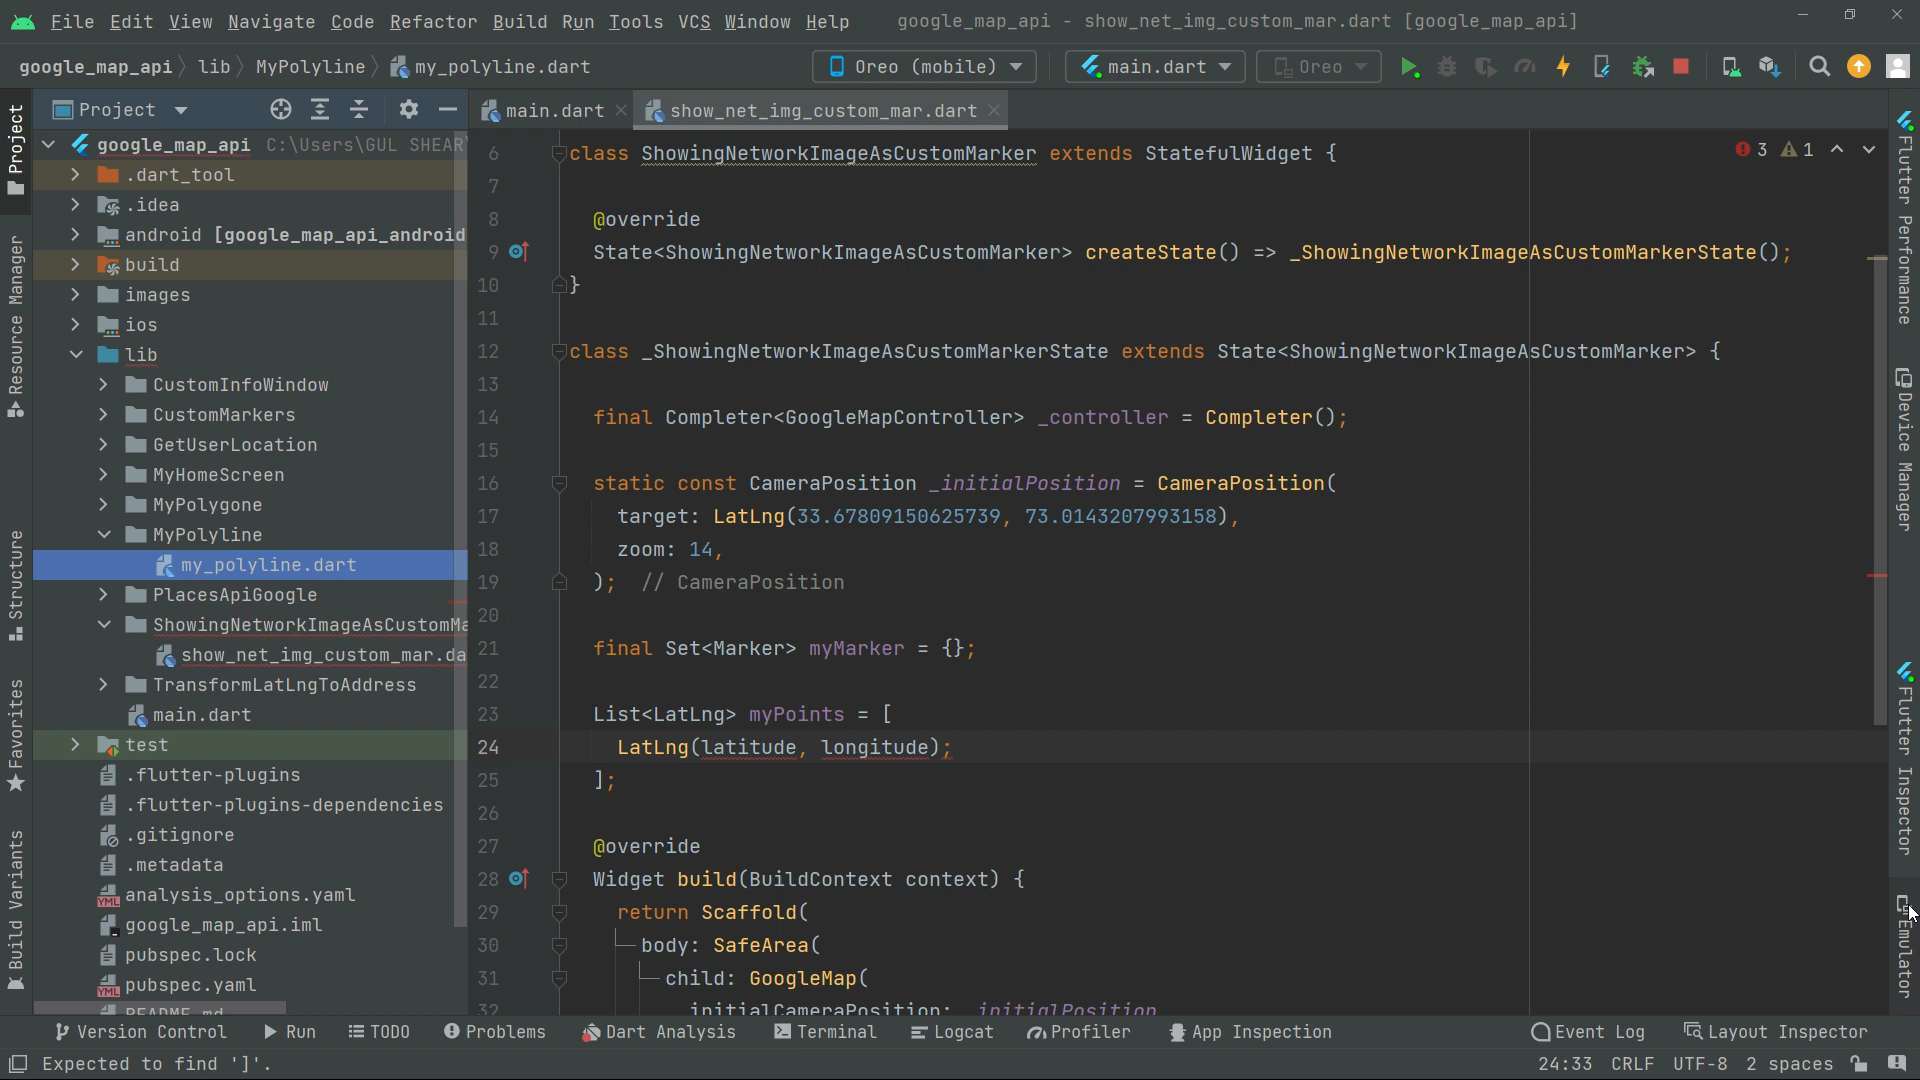 File Edit View Navigate Code Refactor Build Run Tools VCS Window Help google_map_api - show_net_img_custom_mar.dart [google_map_api]
google_map_api lib MyPolyline my_polyline.dart Oreo (mobile) main.dart Oreo
Project
main.dart
show_net_img_custom_mar.dart
Project
Resource Manager
Structure
Favorites
Build Variants
google_map_api C:\Users\GUL SHEAR\
.dart_tool
.idea
android [google_map_api_android
build
images
ios
lib
CustomInfoWindow
CustomMarkers
GetUserLocation
MyHomeScreen
MyPolygone
MyPolyline
my_polyline.dart
PlacesApiGoogle
ShowingNetworkImageAsCustomMa
show_net_img_custom_mar.da
TransformLatLngToAddress
main.dart
test
.flutter-plugins
.flutter-plugins-dependencies
.gitignore
.metadata
analysis_options.yaml
google_map_api.iml
pubspec.lock
pubspec.yaml
README.md
3 1
6 class ShowingNetworkImageAsCustomMarker extends StatefulWidget {
7
8 @override
9 State<ShowingNetworkImageAsCustomMarker> createState() => _ShowingNetworkImageAsCustomMarkerState();
10 }
11
12 class _ShowingNetworkImageAsCustomMarkerState extends State<ShowingNetworkImageAsCustomMarker> {
13
14 final Completer<GoogleMapController> _controller = Completer();
15
16 static const CameraPosition _initialPosition = CameraPosition(
17 target: LatLng(33.67809150625739, 73.0143207993158),
18 zoom: 14,
19 ); // CameraPosition
20
21 final Set<Marker> myMarker = {};
22
23 List<LatLng> myPoints = [
24 LatLng(latitude, longitude);
25 ];
26
27 @override
28 Widget build(BuildContext context) {
29 return Scaffold(
30 body: SafeArea(
31 child: GoogleMap(
32 initialCameraPosition: _initialPosition
Flutter Performance
Device Manager
Flutter Inspector
Emulator
Version Control Run TODO Problems Dart Analysis Terminal Logcat Profiler App Inspection Event Log Layout Inspector
Expected to find ']'. 24:33 CRLF UTF-8 2 spaces